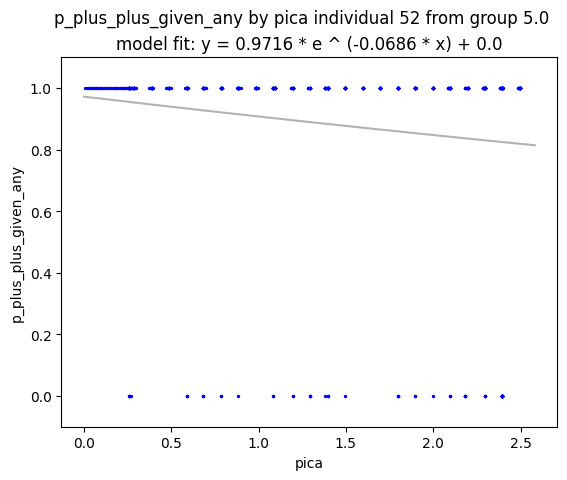 p_plus_plus_given_any by pica individual 52 from group 5.0
model fit: y = 0.9716 * e ^ (-0.0686 * x) + 0.0
1.0
0.8
0.6
0.4
0.2
0.0
p_plus_plus_given_any
0.0 0.5 1.0 1.5 2.0 2.5
pica